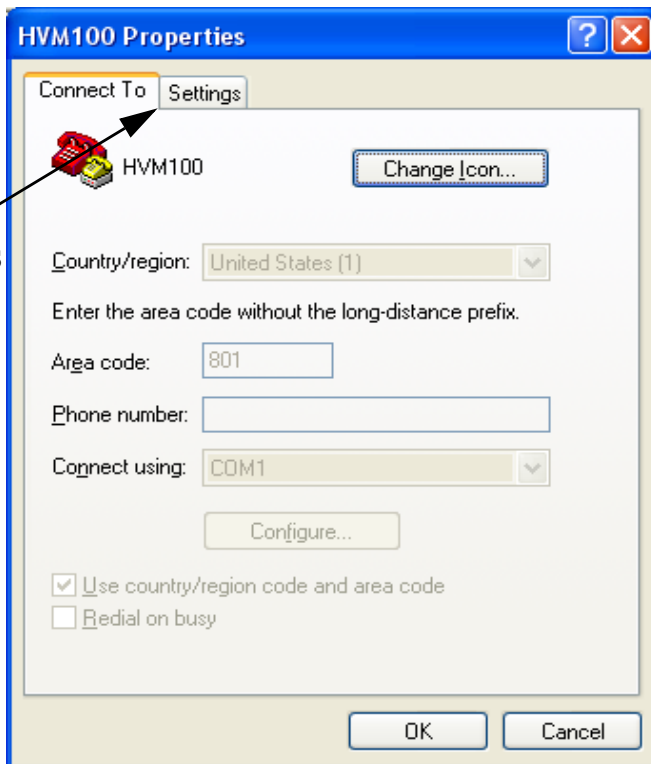 HVM100 Properties
Connect To
Settings
HVM100
Change Icon...
Country/region: United States (1)
Enter the area code without the long-distance prefix.
Area code: 801
Phone number:
Connect using: COM1
Configure...
Use country/region code and area code
Redial on busy
OK
Cancel